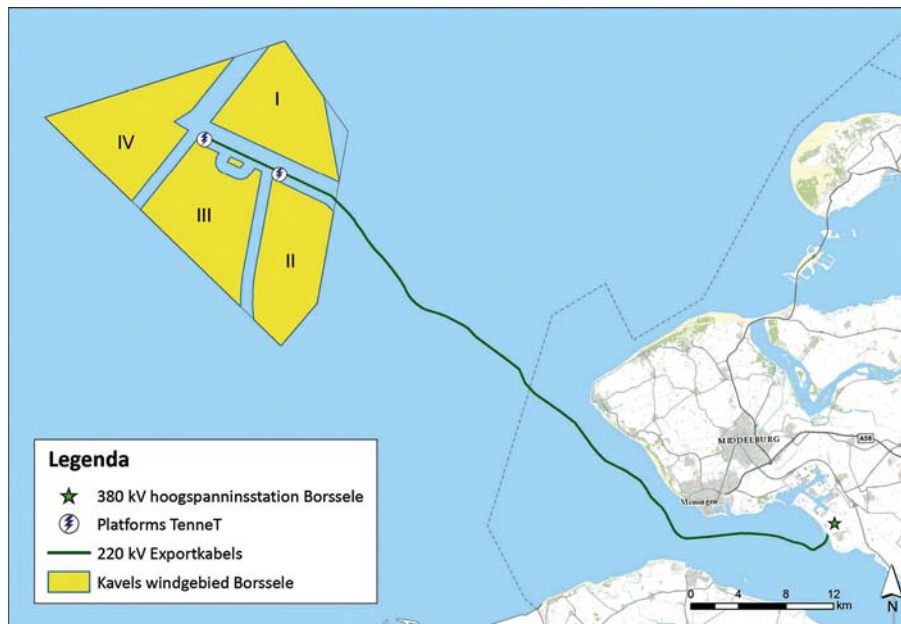 I
IV
III
II
MIDDELBURG
A58
Vlissingen
Legenda
380 kV hoogspanninsstation Borssele
Platforms TenneT
220 kV Exportkabels
Kavels windgebied Borssele
0 4 8 12
km
N